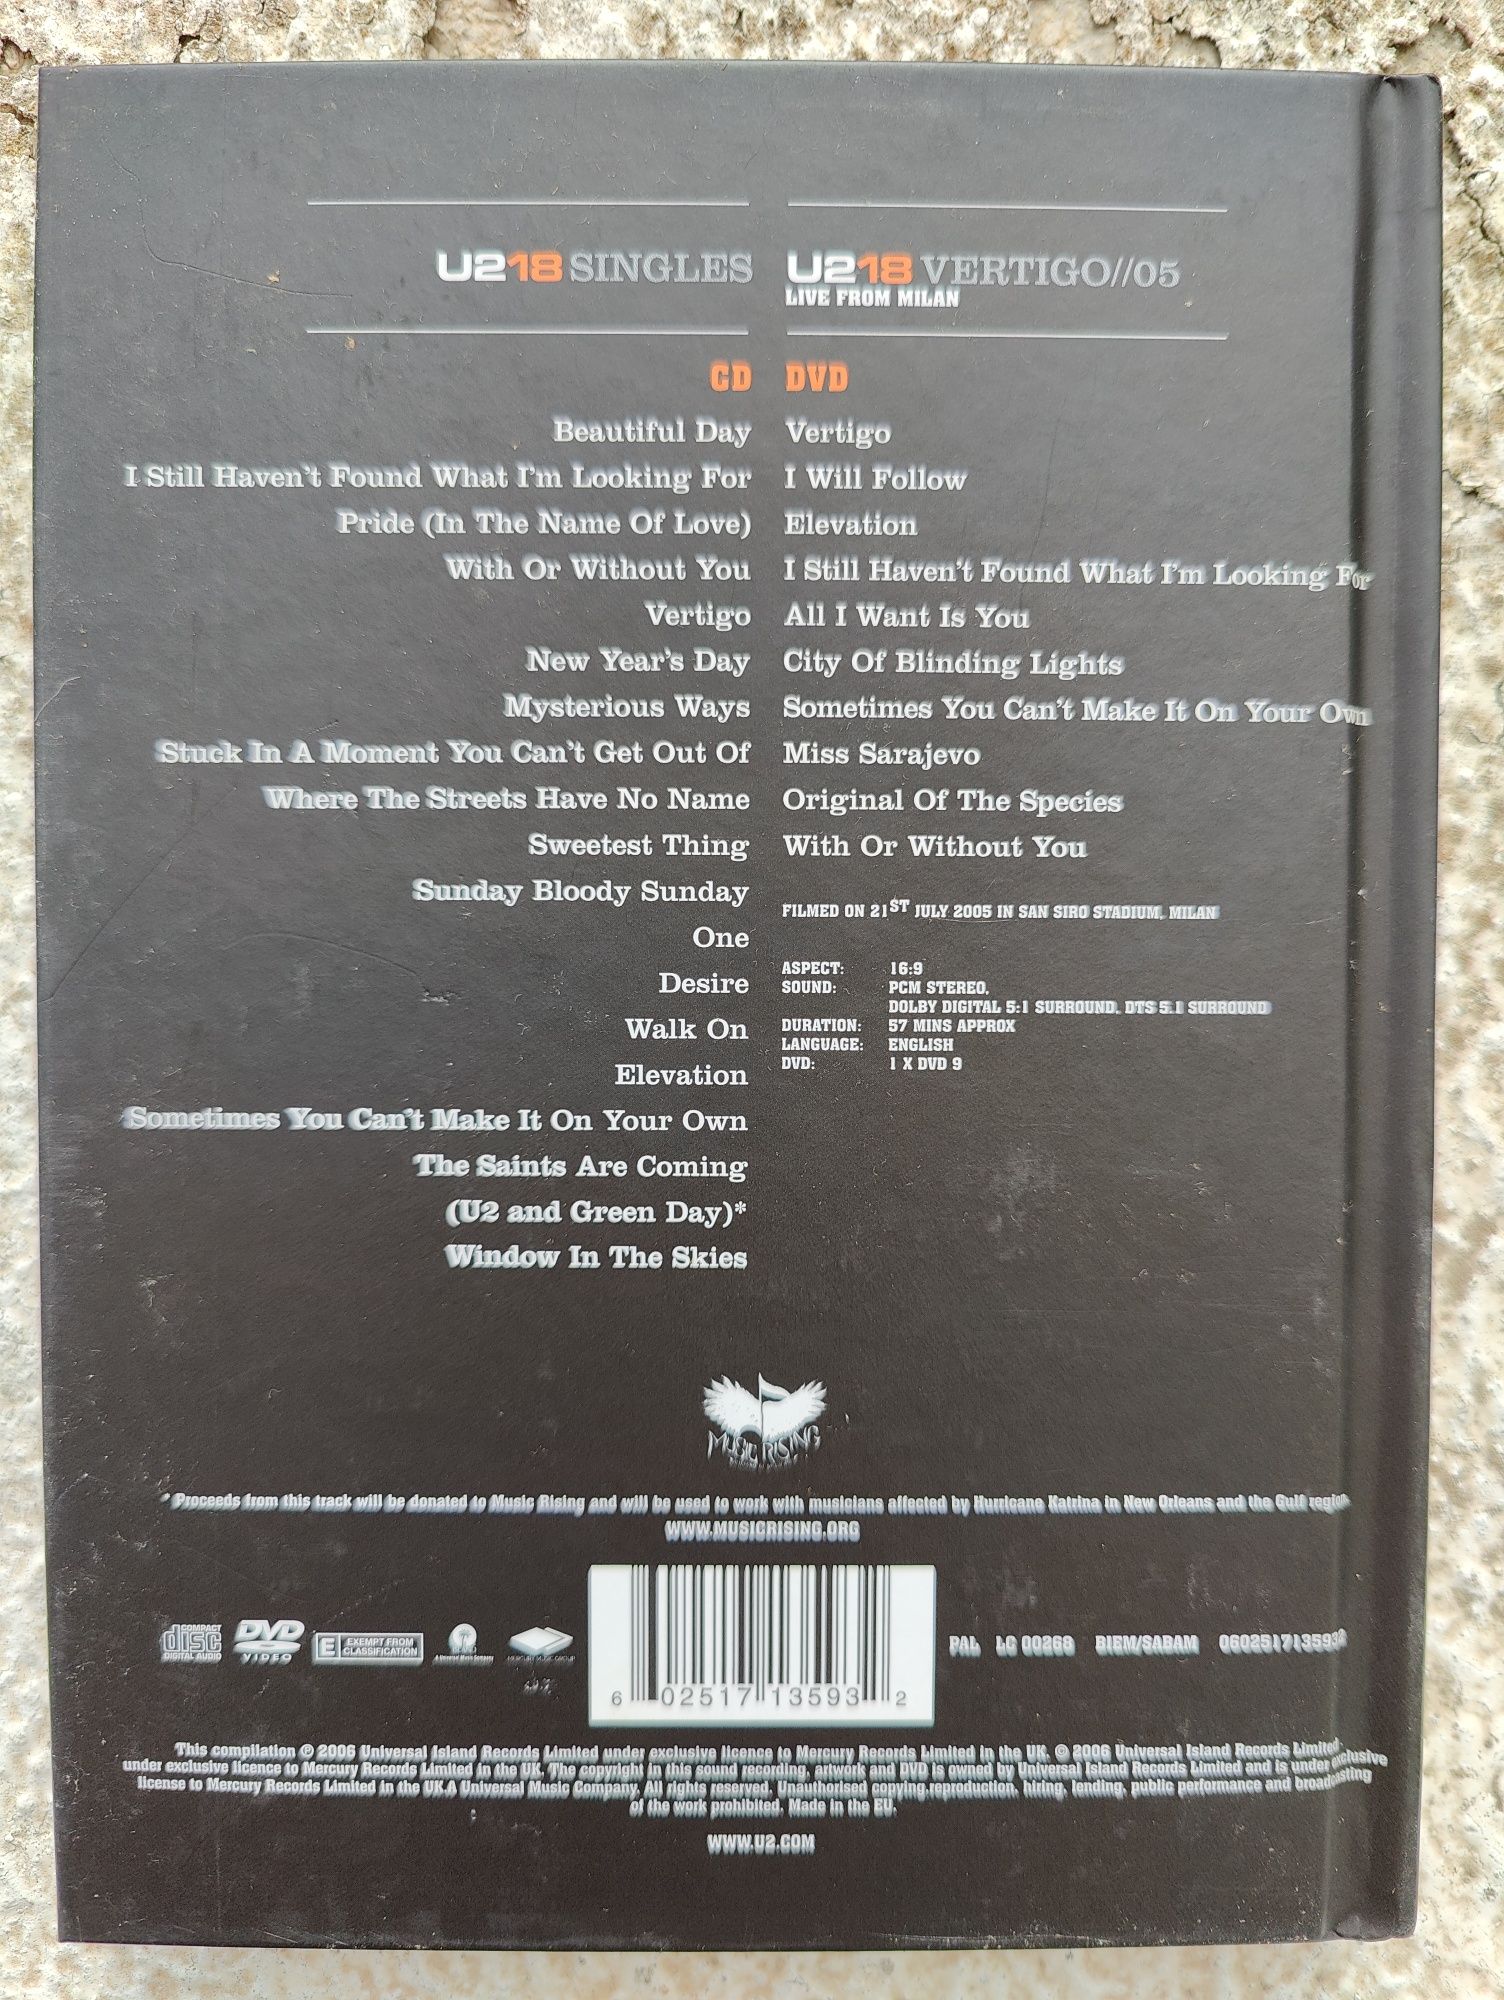 U218 SINGLES
CD
Beautiful Day
I Still Haven't Found What I'm Looking For
Pride (In The Name Of Love)
With Or Without You
Vertigo
New Year's Day
Mysterious Ways
Stuck In A Moment You Can't Get Out Of
Where The Streets Have No Name
Sweetest Thing
Sunday Bloody Sunday
One
Desire
Walk On
Elevation
Sometimes You Can't Make It On Your Own
The Saints Are Coming
(U2 and Green Day)*
Window In The Skies
U218 VERTIGO//05
LIVE FROM MILAN
DVD
Vertigo
I Will Follow
Elevation
I Still Haven't Found What I'm Looking For
All I Want Is You
City Of Blinding Lights
Sometimes You Can't Make It On Your Own
Miss Sarajevo
Original Of The Species
With Or Without You
FILMED ON 21ST JULY 2005 IN SAN SIRO STADIUM, MILAN
ASPECT: 16:9
SOUND: PCM STEREO,
DOLBY DIGITAL 5:1 SURROUND, DTS 5.1 SURROUND
DURATION: 57 MINS APPROX
LANGUAGE: ENGLISH
DVD: 1 X DVD 9
MUSIC RISING
* Proceeds from this track will be donated to Music Rising and will be used to work with musicians affected by Hurricane Katrina in New Orleans and the Gulf region
WWW.MUSICRISING.ORG
COMPACT
disc
DIGITAL AUDIO
DVD
VIDEO
E EXEMPT FROM
CLASSIFICATION
ISLAND
A Universal Music Company
MERCURY MUSIC GROUP
6 02517 13593 2
PAL LC 00268 BIEM/SABAM 0602517135932
This compilation ℗ 2006 Universal Island Records Limited under exclusive licence to Mercury Records Limited in the UK. © 2006 Universal Island Records Limited
under exclusive licence to Mercury Records Limited in the UK. The copyright in this sound recording, artwork and DVD is owned by Universal Island Records Limited and is under exclusive
license to Mercury Records Limited in the UK.A Universal Music Company. All rights reserved. Unauthorised copying, reproduction, hiring, lending, public performance and broadcasting
of the work prohibited. Made in the EU.
WWW.U2.COM